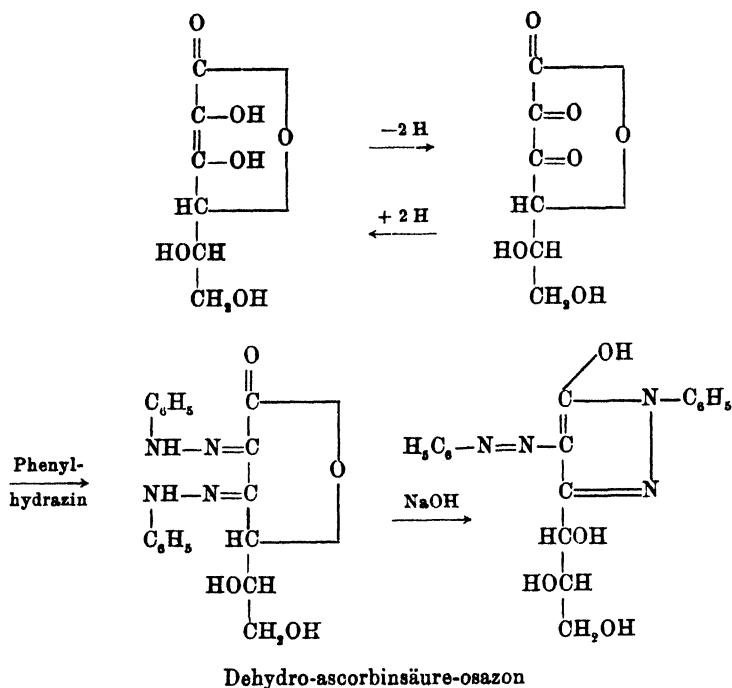 O O
C C
C—OH —2 H C=O
O O
C—OH C=O
HC + 2 H HC
HOCH HOCH
CH₂OH CH₂OH
O OH
C₆H₅ C C N—C₆H₅
Phenyl- NH—N=C H₅C₆—N=N—C
hydrazin O
NH—N=C NaOH C N
C₆H₅ HC HCOH
HOCH HOCH
CH₂OH CH₂OH
Dehydro-ascorbinsäure-osazon